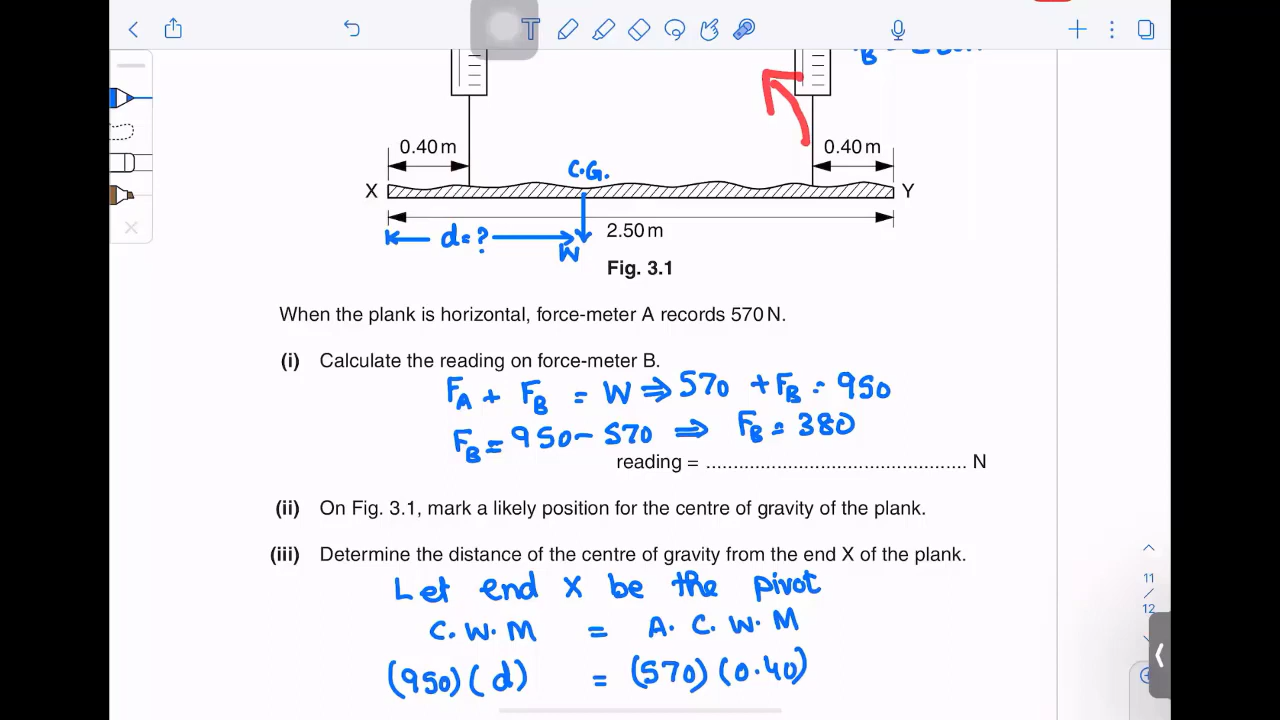 T
0.40 m
0.40 m
C.G.
X
Y
d=?
W
2.50 m
Fig. 3.1
When the plank is horizontal, force-meter A records 570 N.
(i) Calculate the reading on force-meter B.
F_A + F_B = W ⇒ 570 + F_B = 950
F_B = 950 - 570 ⇒ F_B = 380
reading = ................................................ N
(ii) On Fig. 3.1, mark a likely position for the centre of gravity of the plank.
(iii) Determine the distance of the centre of gravity from the end X of the plank.
Let end X be the pivot
C.W.M = A.C.W.M
(950)(d) = (570)(0.40)
11
/
12